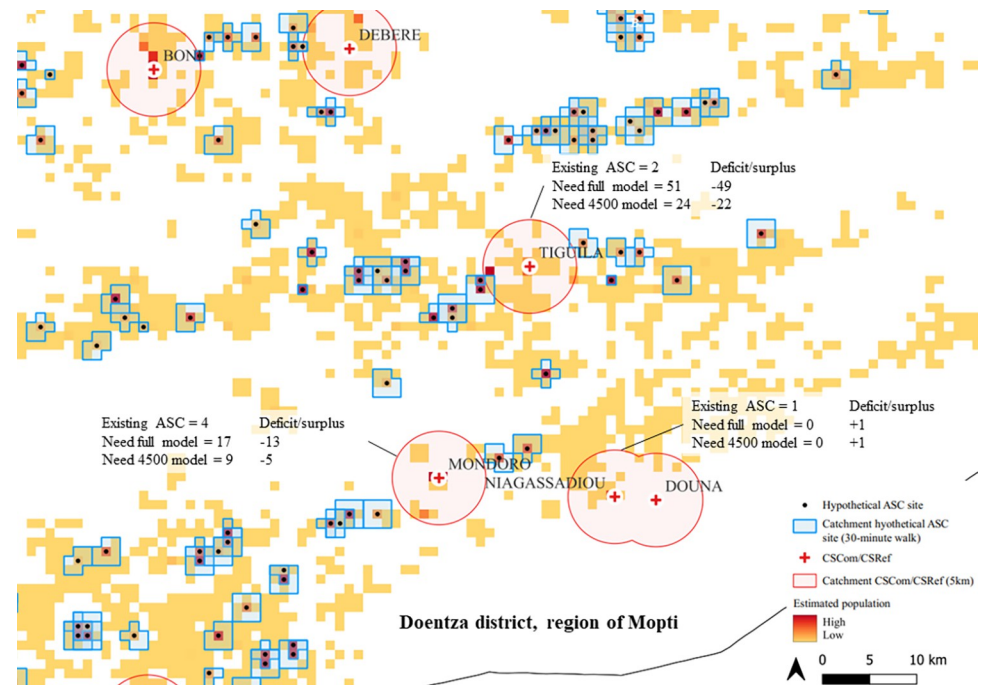 DEBERE
BONI
Existing ASC = 2 Deficit/surplus
Need full model = 51 -49
Need 4500 model = 24 -22
TIGUILA
Existing ASC = 4 Deficit/surplus
Need full model = 17 -13
Need 4500 model = 9 -5
Existing ASC = 1 Deficit/surplus
Need full model = 0 +1
Need 4500 model = 0 +1
MONDORO
NIAGASSADIOU
DOUNA
Hypothetical ASC site
Catchment hyothetical ASC
site (30-minute walk)
CSCom/CSRef
Catchment CSCom/CSRef (5km)
Estimated population
High
Low
Doentza district, region of Mopti
0 5 10 km